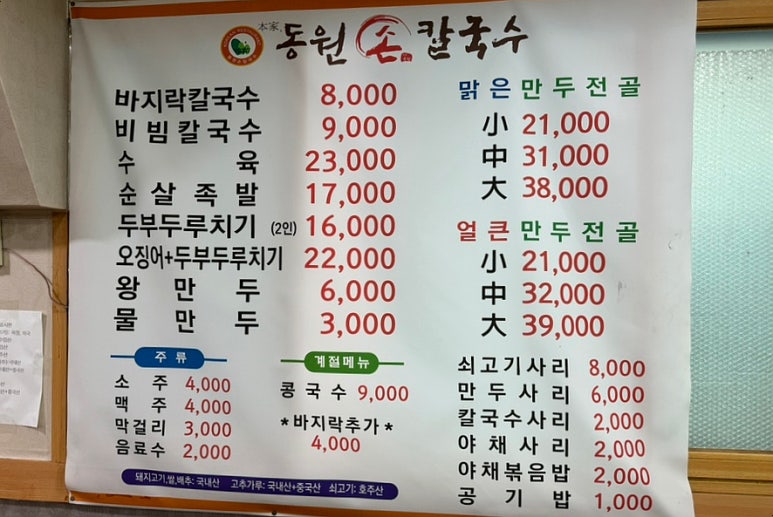 本家 동원 손 칼국수
바지락칼국수 8,000
비빔칼국수 9,000
수육 23,000
순살족발 17,000
두부두루치기 (2인) 16,000
오징어+두부두루치기 22,000
왕만두 6,000
물만두 3,000
주류
소주 4,000
맥주 4,000
막걸리 3,000
음료수 2,000
계절메뉴
콩국수 9,000
*바지락추가*
4,000
맑은만두전골
小 21,000
中 31,000
大 38,000
얼큰만두전골
小 21,000
中 32,000
大 39,000
쇠고기사리 8,000
만두사리 6,000
칼국수사리 2,000
야채사리 2,000
야채볶음밥 2,000
공기밥 1,000
돼지고기,쌀,배추: 국내산 고추가루: 국내산+중국산 쇠고기: 호주산